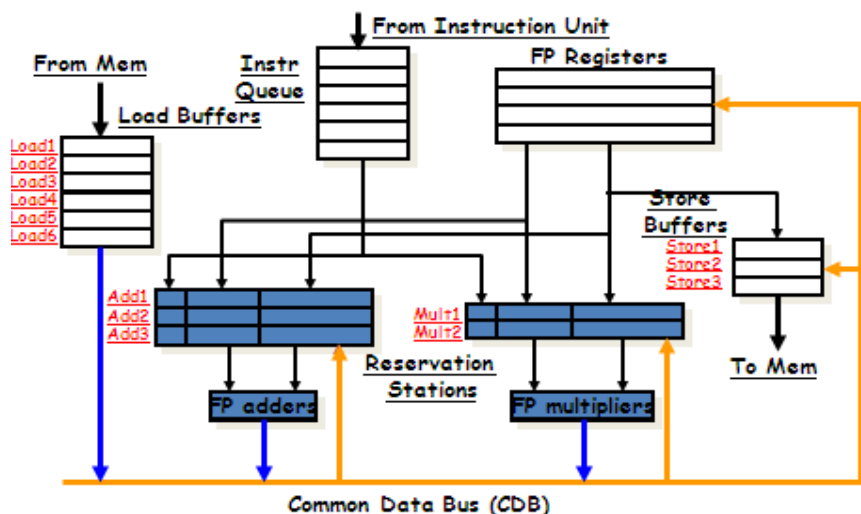 From Instruction Unit
From Mem
Instr
Queue
FP Registers
Load Buffers
Load1
Load2
Load3
Load4
Load5
Load6
Store
Buffers
Store1
Store2
Store3
Add1
Add2
Add3
Mult1
Mult2
Reservation
Stations
To Mem
FP adders
FP multipliers
Common Data Bus (CDB)